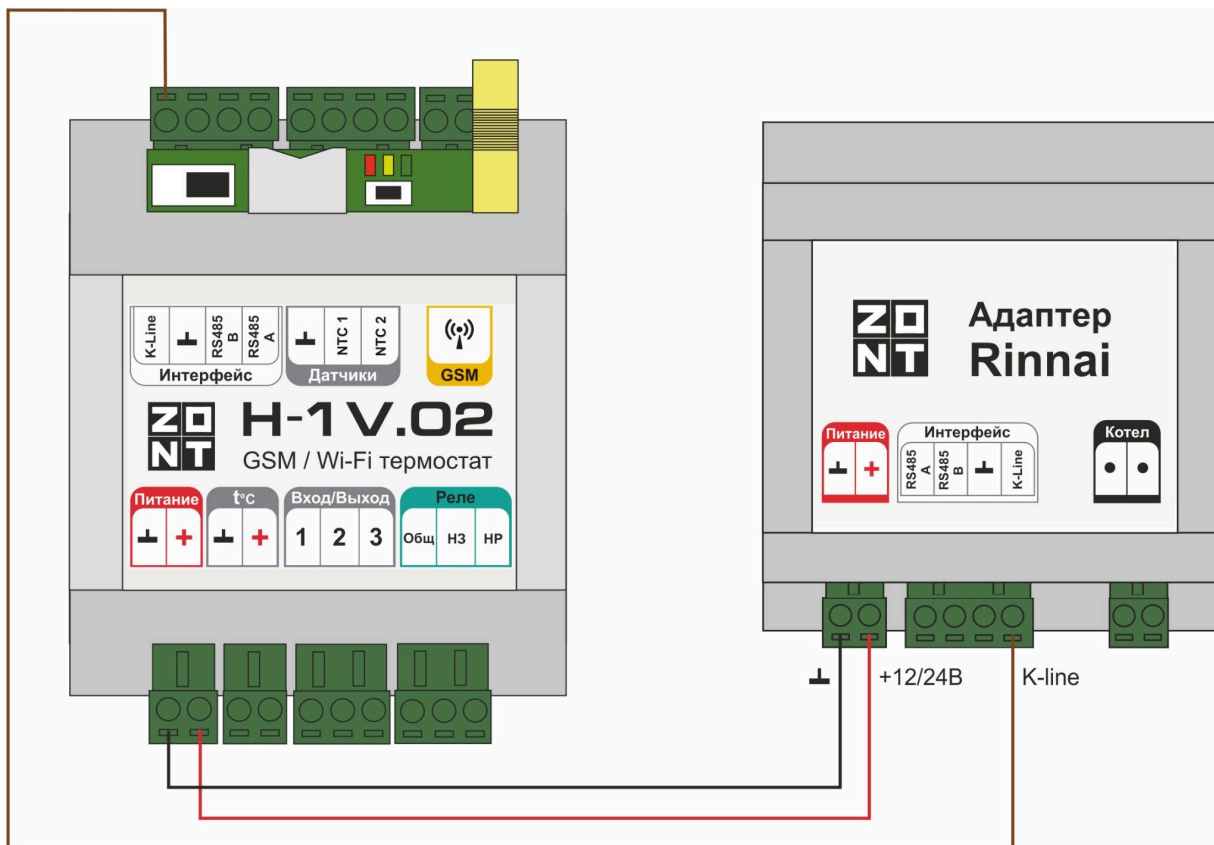 K-Line
RS485
B
RS485
A
Интерфейс
NTC 1
NTC 2
Датчики
GSM
ZONT
H-1 V.02
GSM / Wi-Fi термостат
Питание
+
t°C
+
Вход/Выход
1 2 3
Реле
Общ НЗ НР
ZONT
Адаптер
Rinnai
Питание
+
Интерфейс
RS485
A
RS485
B
K-Line
Котел
+12/24В
K-line